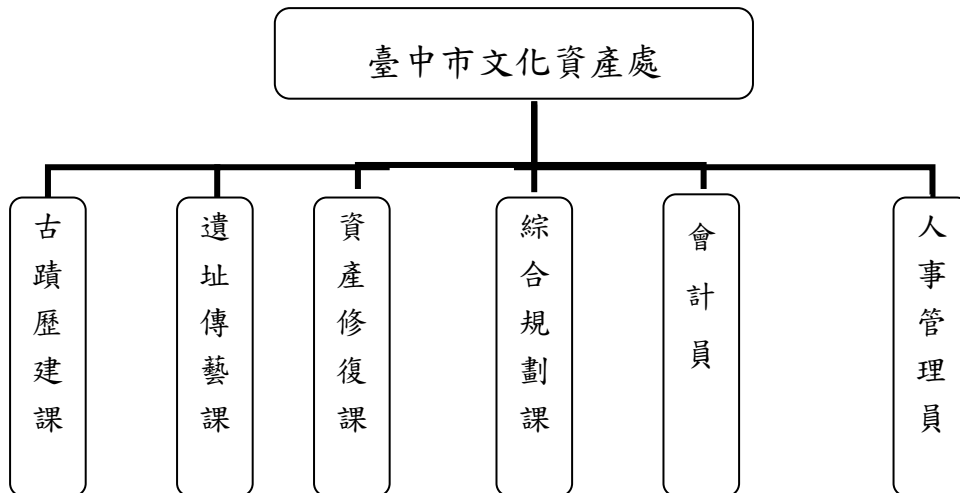 臺中市文化資產處
古蹟歷建課
遺址傳藝課
資產修復課
綜合規劃課
會計員
人事管理員